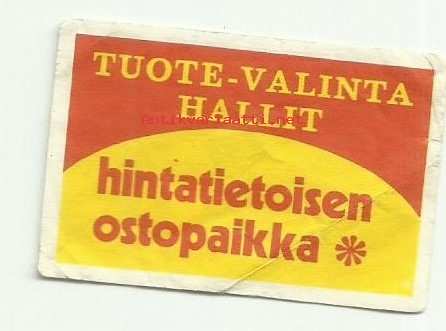 TUOTE-VALINTA
HALLIT
hintatietoisen
ostopaikka *